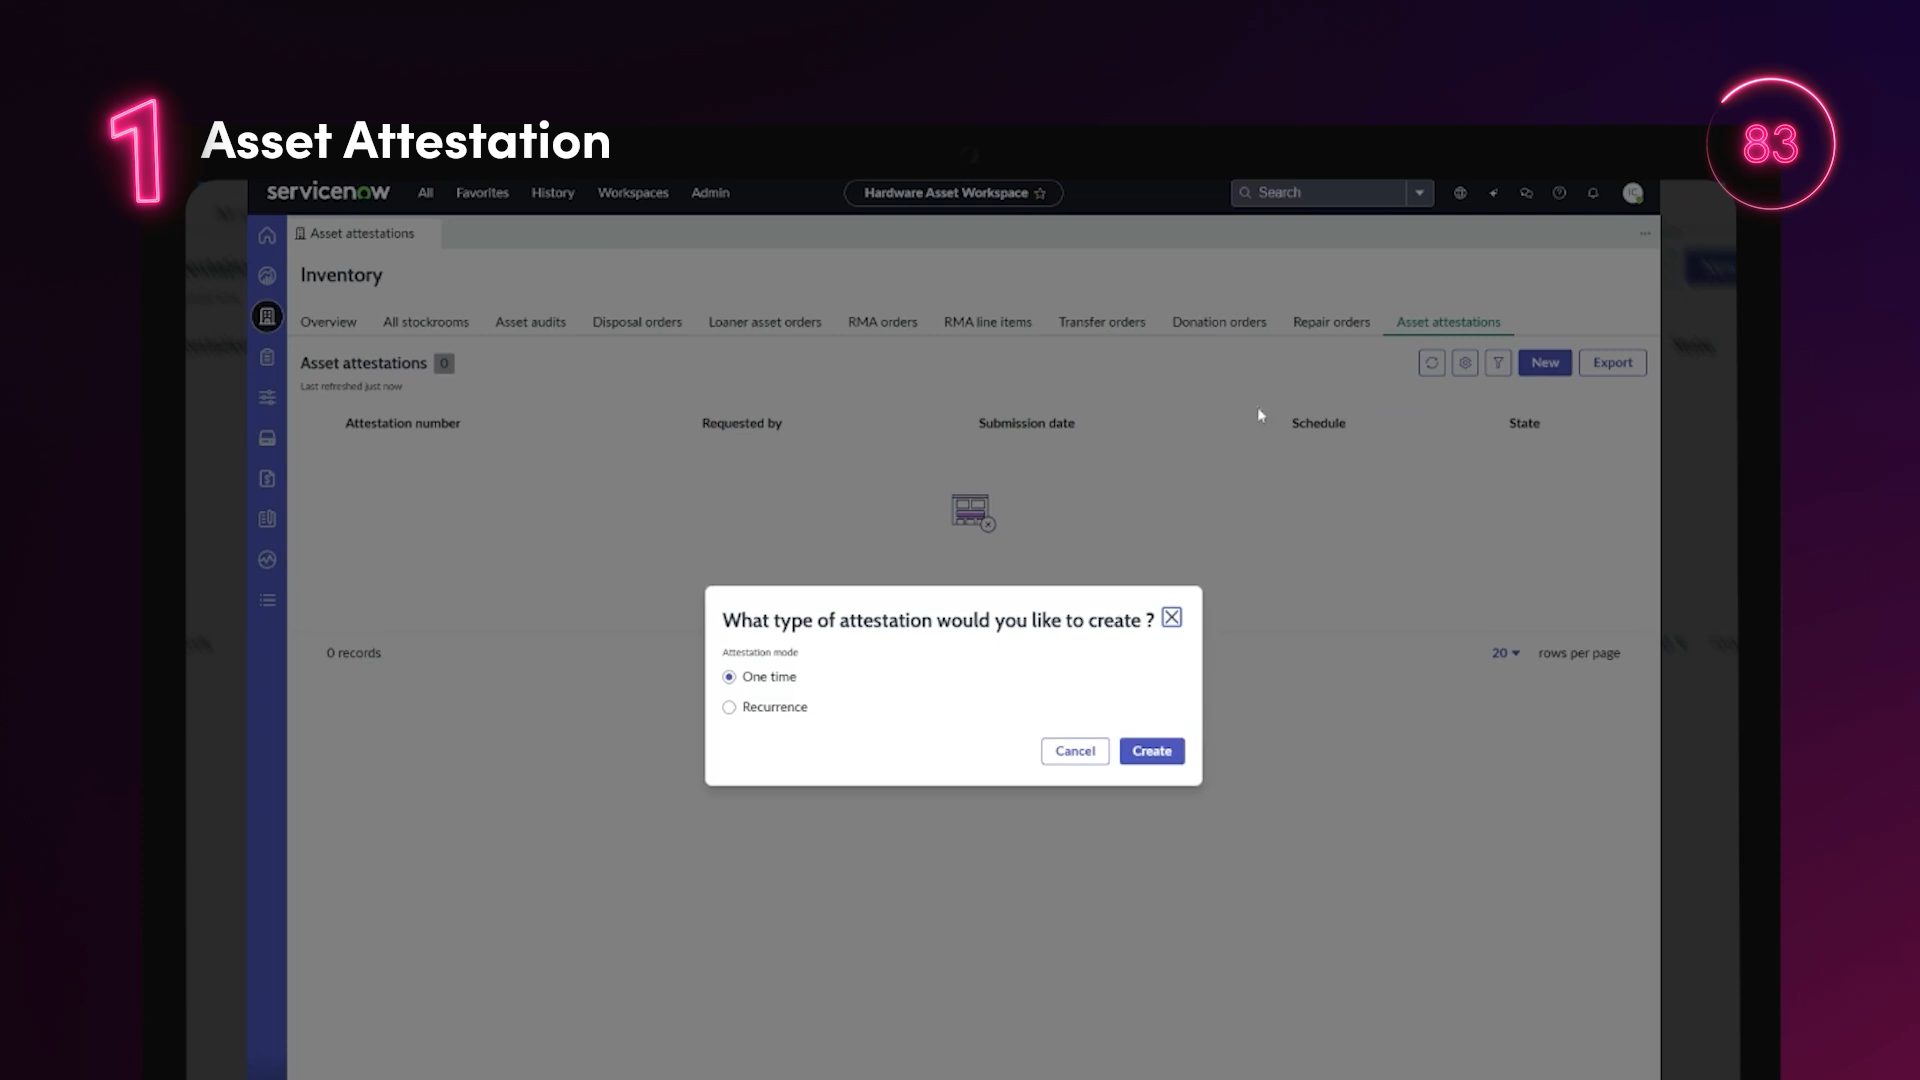 1 Asset Attestation
83
servicenow All Favorites History Workspaces Admin Hardware Asset Workspace Search IC
Asset attestations
Inventory
Overview All stockrooms Asset audits Disposal orders Loaner asset orders RMA orders RMA line items Transfer orders Donation orders Repair orders Asset attestations
Asset attestations 0 New Export
Last refreshed just now
Attestation number Requested by Submission date Schedule State
What type of attestation would you like to create ?
Attestation mode
One time
Recurrence
Cancel Create
0 records 20 rows per page